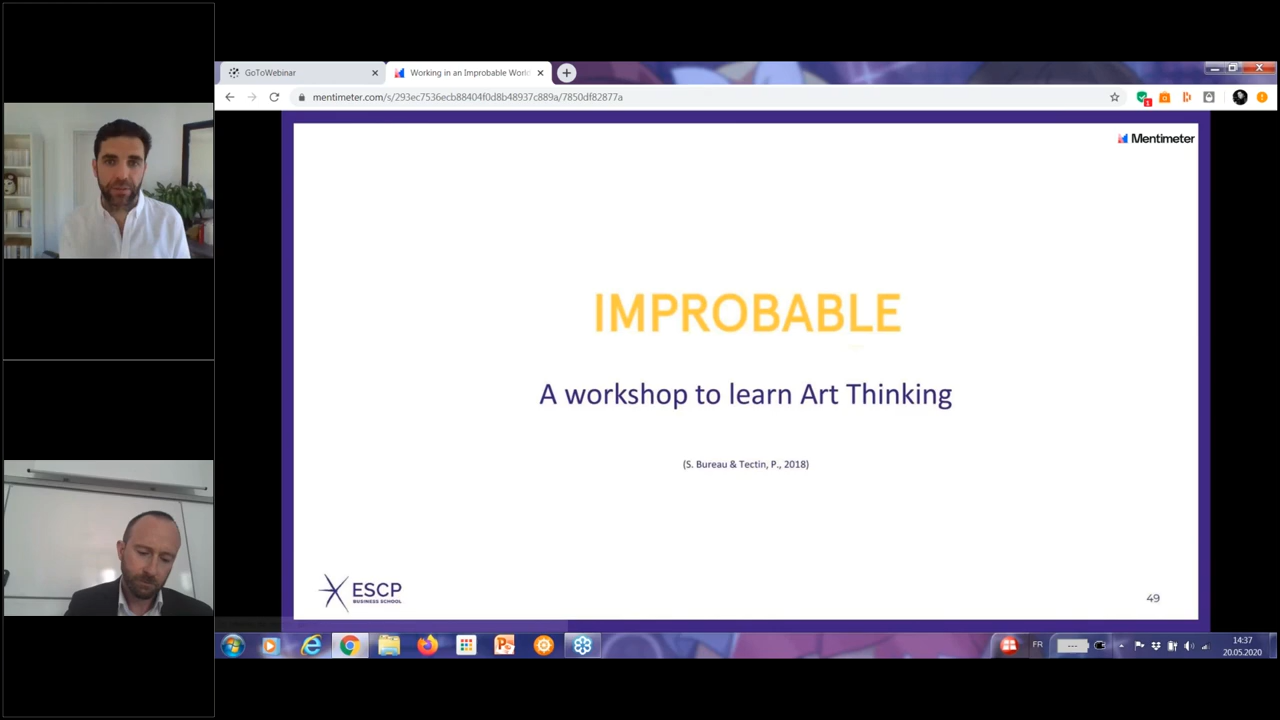 GoToWebinar
Working in an Improbable World
mentimeter.com/s/293ec7536ecb88404f0d8b48937c889a/7850df82877a
1
Mentimeter
IMPROBABLE
A workshop to learn Art Thinking
(S. Bureau & Tectin, P., 2018)
ESCP
BUSINESS SCHOOL
49
FR
---
14:37
20.05.2020